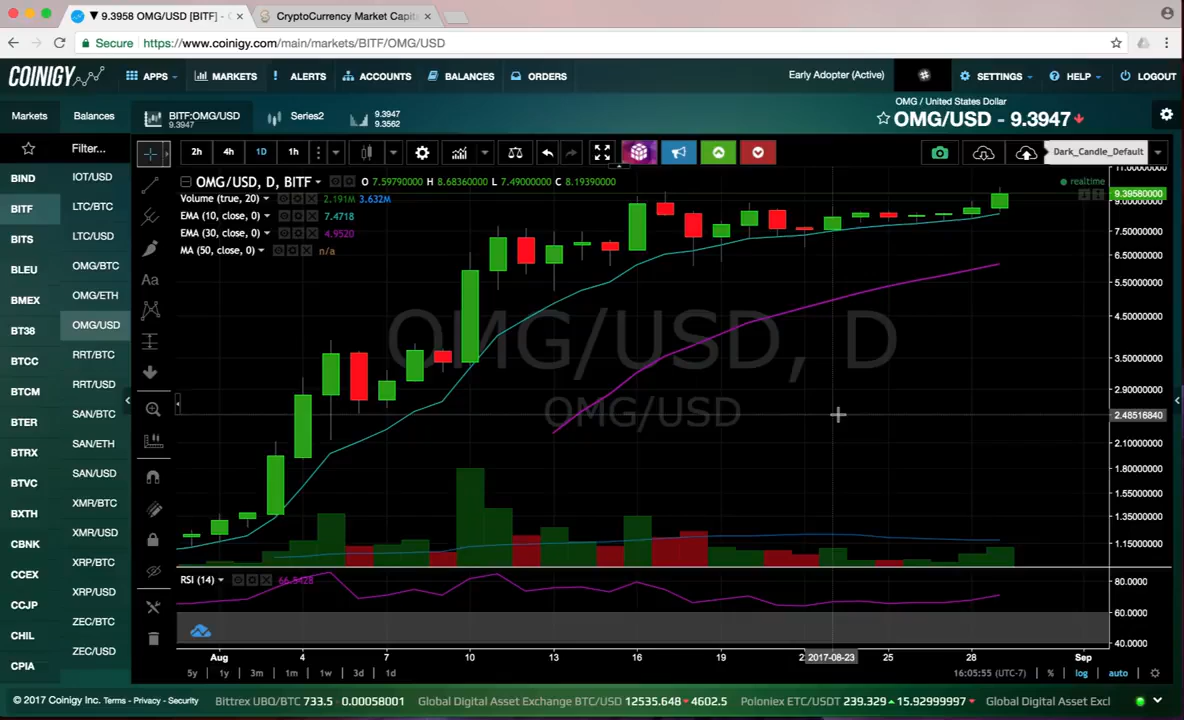 ▼ 9.3958 OMG/USD [BITF] -
CryptoCurrency Market Capit
Secure
https://www.coinigy.com/main/markets/BITF/OMG/USD
COINIGY
APPS
MARKETS
ALERTS
ACCOUNTS
BALANCES
ORDERS
Early Adopter (Active)
SETTINGS
HELP
LOGOUT
Markets
Balances
BITF:OMG/USD
9.3947
Series2
9.3947
9.3562
OMG / United States Dollar
OMG/USD - 9.3947
Filter...
2h
4h
1D
1h
Dark_Candle_Default
BIND
BITF
BITS
BLEU
BMEX
BT38
BTCC
BTCM
BTER
BTRX
BTVC
BXTH
CBNK
CCEX
CCJP
CHIL
CPIA
IOT/USD
LTC/BTC
LTC/USD
OMG/BTC
OMG/ETH
OMG/USD
RRT/BTC
RRT/USD
SAN/BTC
SAN/ETH
SAN/USD
XMR/BTC
XMR/USD
XRP/BTC
XRP/USD
ZEC/BTC
ZEC/USD
Aa
OMG/USD, D, BITF
O 7.59790000 H 8.68360000 L 7.49000000 C 8.19390000
Volume (true, 20)
2.191M 3.632M
EMA (10, close, 0)
7.4718
EMA (30, close, 0)
4.9520
MA (50, close, 0)
n/a
realtime
OMG/USD, D
OMG/USD
11.00000000
9.39580000
9.00000000
7.50000000
6.50000000
5.50000000
4.50000000
3.50000000
2.90000000
2.48516840
2.10000000
1.80000000
1.55000000
1.35000000
1.15000000
RSI (14)
66.5428
80.0000
60.0000
40.0000
Aug
4
7
10
13
16
19
2017-08-23
25
28
Sep
5y
1y
3m
1m
1w
3d
1d
16:05:55 (UTC-7)
%
log
auto
© 2017 Coinigy. Terms - Privacy - Security
Bittrex UBQ/BTC 733.5 - 0.00058001
Global Digital Asset Exchange BTC/USD 12535.648 4602.5
Poloniex ETC/USDT 239.329 15.92999997
Global Digital Asset Excl